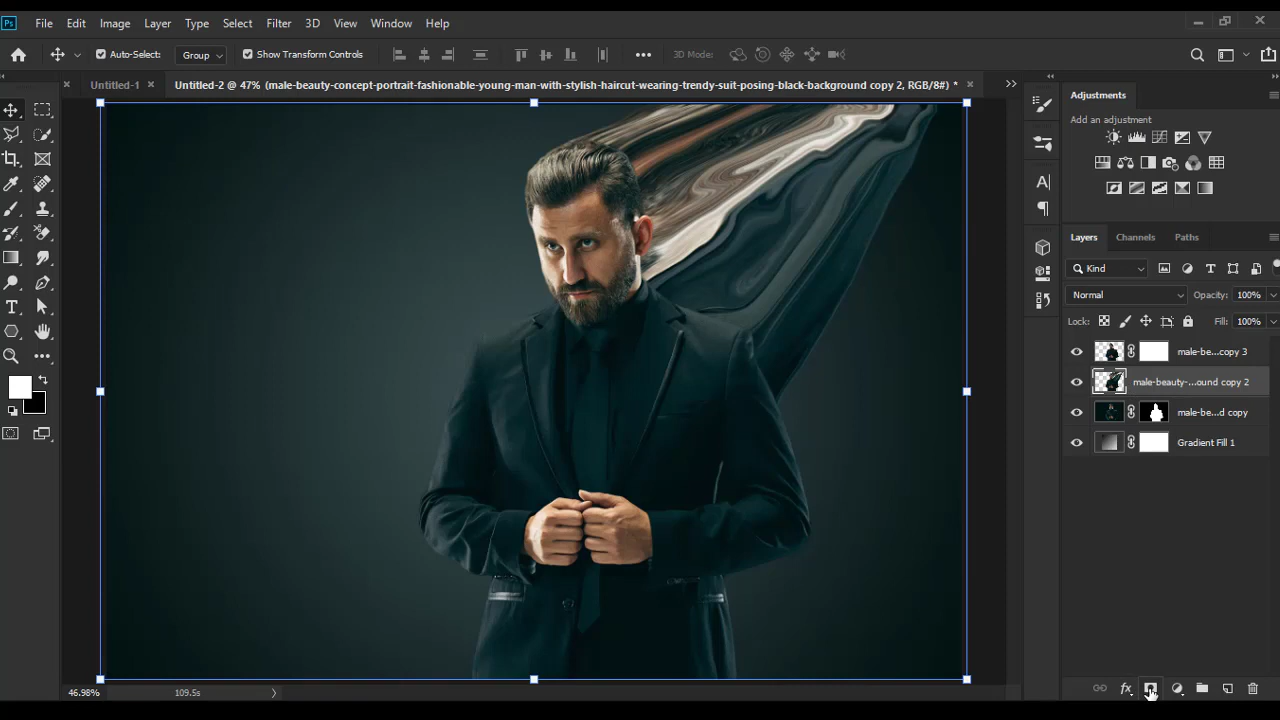 Ps File Edit Image Layer Type Select Filter 3D View Window Help
Auto-Select: Group Show Transform Controls 3D Mode:
Untitled-1 Untitled-2 @ 47% (male-beauty-concept-portrait-fashionable-young-man-with-stylish-haircut-wearing-trendy-suit-posing-black-background copy 2, RGB/8#) *
Adjustments
Add an adjustment
Layers Channels Paths
Kind
Normal Opacity: 100%
Lock: Fill: 100%
male-be...copy 3
male-beauty-...ound copy 2
male-be...d copy
Gradient Fill 1
46.98% 109.5s
fx